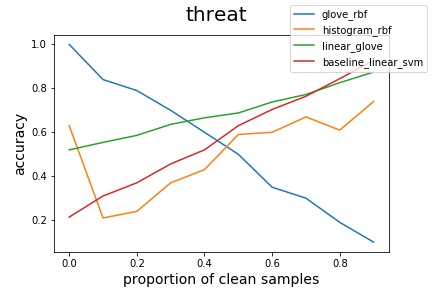 threat
glove_rbf
histogram_rbf
linear_glove
baseline_linear_svm
1.0
0.8
0.6
0.4
0.2
accuracy
0.0 0.2 0.4 0.6 0.8
proportion of clean samples